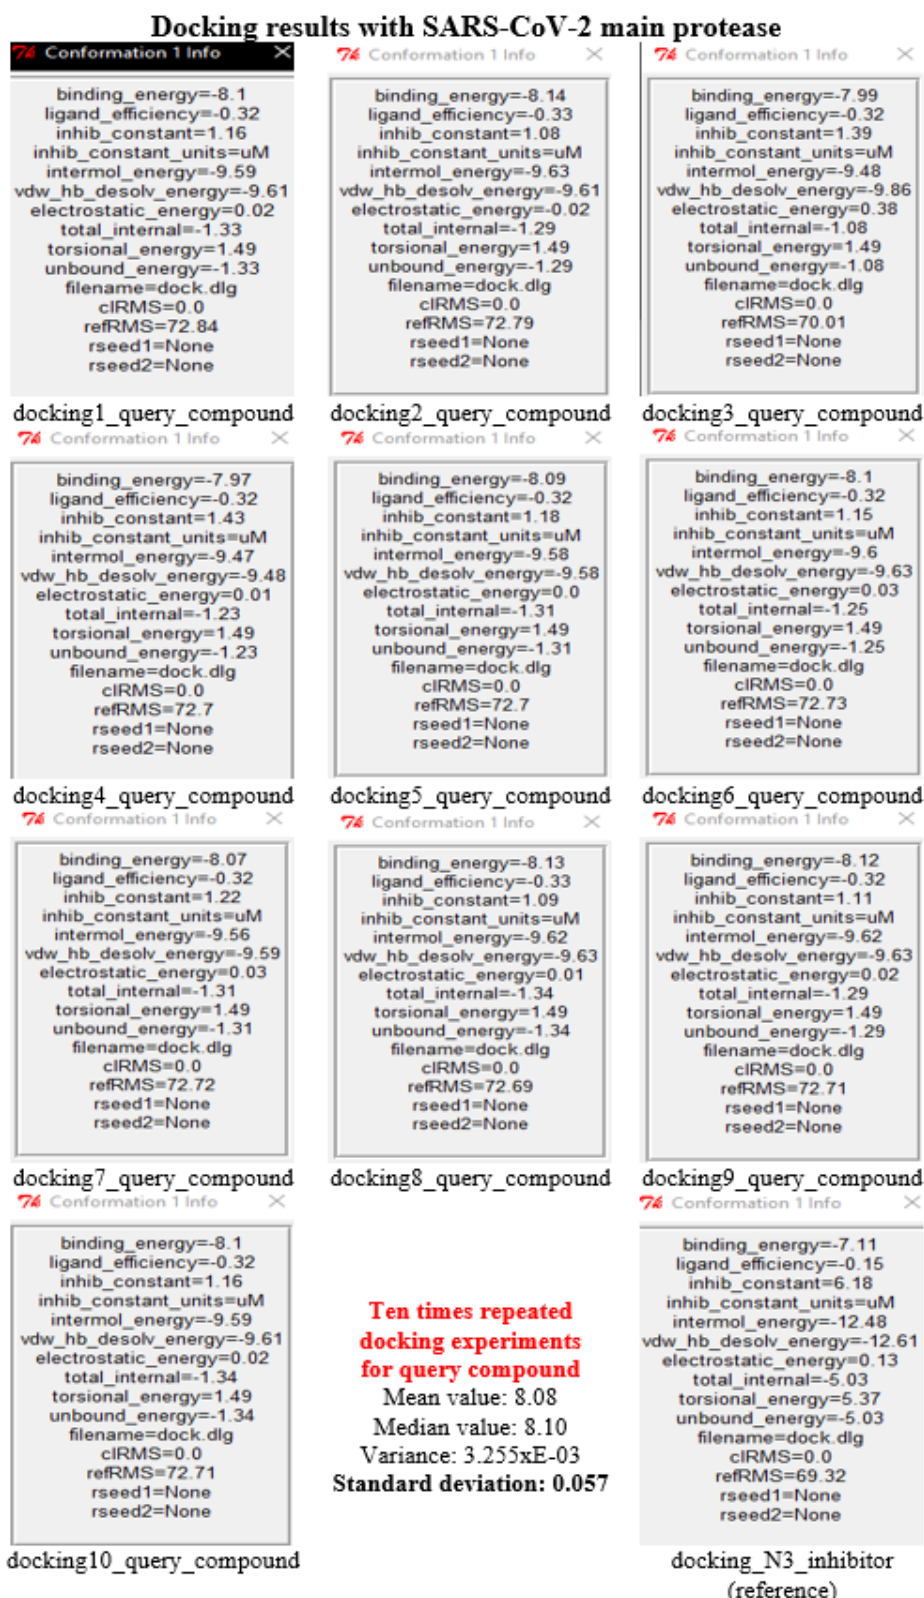 Docking results with SARS-CoV-2 main protease
Conformation 1 Info
binding_energy=-8.1
ligand_efficiency=-0.32
inhib_constant=1.16
inhib_constant_units=uM
intermol_energy=-9.59
vdw_hb_desolv_energy=-9.61
electrostatic_energy=0.02
total_internal=-1.33
torsional_energy=1.49
unbound_energy=-1.33
filename=dock.dlg
clRMS=0.0
refRMS=72.84
rseed1=None
rseed2=None
docking1_query_compound
Conformation 1 Info
binding_energy=-8.14
ligand_efficiency=-0.33
inhib_constant=1.08
inhib_constant_units=uM
intermol_energy=-9.63
vdw_hb_desolv_energy=-9.61
electrostatic_energy=-0.02
total_internal=-1.29
torsional_energy=1.49
unbound_energy=-1.29
filename=dock.dlg
clRMS=0.0
refRMS=72.79
rseed1=None
rseed2=None
docking2_query_compound
Conformation 1 Info
binding_energy=-7.99
ligand_efficiency=-0.32
inhib_constant=1.39
inhib_constant_units=uM
intermol_energy=-9.48
vdw_hb_desolv_energy=-9.86
electrostatic_energy=0.38
total_internal=-1.08
torsional_energy=1.49
unbound_energy=-1.08
filename=dock.dlg
clRMS=0.0
refRMS=70.01
rseed1=None
rseed2=None
docking3_query_compound
Conformation 1 Info
binding_energy=-7.97
ligand_efficiency=-0.32
inhib_constant=1.43
inhib_constant_units=uM
intermol_energy=-9.47
vdw_hb_desolv_energy=-9.48
electrostatic_energy=0.01
total_internal=-1.23
torsional_energy=1.49
unbound_energy=-1.23
filename=dock.dlg
clRMS=0.0
refRMS=72.7
rseed1=None
rseed2=None
docking4_query_compound
Conformation 1 Info
binding_energy=-8.09
ligand_efficiency=-0.32
inhib_constant=1.18
inhib_constant_units=uM
intermol_energy=-9.58
vdw_hb_desolv_energy=-9.58
electrostatic_energy=0.0
total_internal=-1.31
torsional_energy=1.49
unbound_energy=-1.31
filename=dock.dlg
clRMS=0.0
refRMS=72.7
rseed1=None
rseed2=None
docking5_query_compound
Conformation 1 Info
binding_energy=-8.1
ligand_efficiency=-0.32
inhib_constant=1.15
inhib_constant_units=uM
intermol_energy=-9.6
vdw_hb_desolv_energy=-9.63
electrostatic_energy=0.03
total_internal=-1.25
torsional_energy=1.49
unbound_energy=-1.25
filename=dock.dlg
clRMS=0.0
refRMS=72.73
rseed1=None
rseed2=None
docking6_query_compound
Conformation 1 Info
binding_energy=-8.07
ligand_efficiency=-0.32
inhib_constant=1.22
inhib_constant_units=uM
intermol_energy=-9.56
vdw_hb_desolv_energy=-9.59
electrostatic_energy=0.03
total_internal=-1.31
torsional_energy=1.49
unbound_energy=-1.31
filename=dock.dlg
clRMS=0.0
refRMS=72.72
rseed1=None
rseed2=None
docking7_query_compound
Conformation 1 Info
binding_energy=-8.13
ligand_efficiency=-0.33
inhib_constant=1.09
inhib_constant_units=uM
intermol_energy=-9.62
vdw_hb_desolv_energy=-9.63
electrostatic_energy=0.01
total_internal=-1.34
torsional_energy=1.49
unbound_energy=-1.34
filename=dock.dlg
clRMS=0.0
refRMS=72.69
rseed1=None
rseed2=None
docking8_query_compound
Conformation 1 Info
binding_energy=-8.12
ligand_efficiency=-0.32
inhib_constant=1.11
inhib_constant_units=uM
intermol_energy=-9.62
vdw_hb_desolv_energy=-9.63
electrostatic_energy=0.02
total_internal=-1.29
torsional_energy=1.49
unbound_energy=-1.29
filename=dock.dlg
clRMS=0.0
refRMS=72.71
rseed1=None
rseed2=None
docking9_query_compound
Conformation 1 Info
binding_energy=-8.1
ligand_efficiency=-0.32
inhib_constant=1.16
inhib_constant_units=uM
intermol_energy=-9.59
vdw_hb_desolv_energy=-9.61
electrostatic_energy=0.02
total_internal=-1.34
torsional_energy=1.49
unbound_energy=-1.34
filename=dock.dlg
clRMS=0.0
refRMS=72.71
rseed1=None
rseed2=None
docking10_query_compound
Ten times repeated
docking experiments
for query compound
Mean value: 8.08
Median value: 8.10
Variance: 3.255xE-03
Standard deviation: 0.057
Conformation 1 Info
binding_energy=-7.11
ligand_efficiency=-0.15
inhib_constant=6.18
inhib_constant_units=uM
intermol_energy=-12.48
vdw_hb_desolv_energy=-12.61
electrostatic_energy=0.13
total_internal=-5.03
torsional_energy=5.37
unbound_energy=-5.03
filename=dock.dlg
clRMS=0.0
refRMS=69.32
rseed1=None
rseed2=None
docking_N3_inhibitor
(reference)